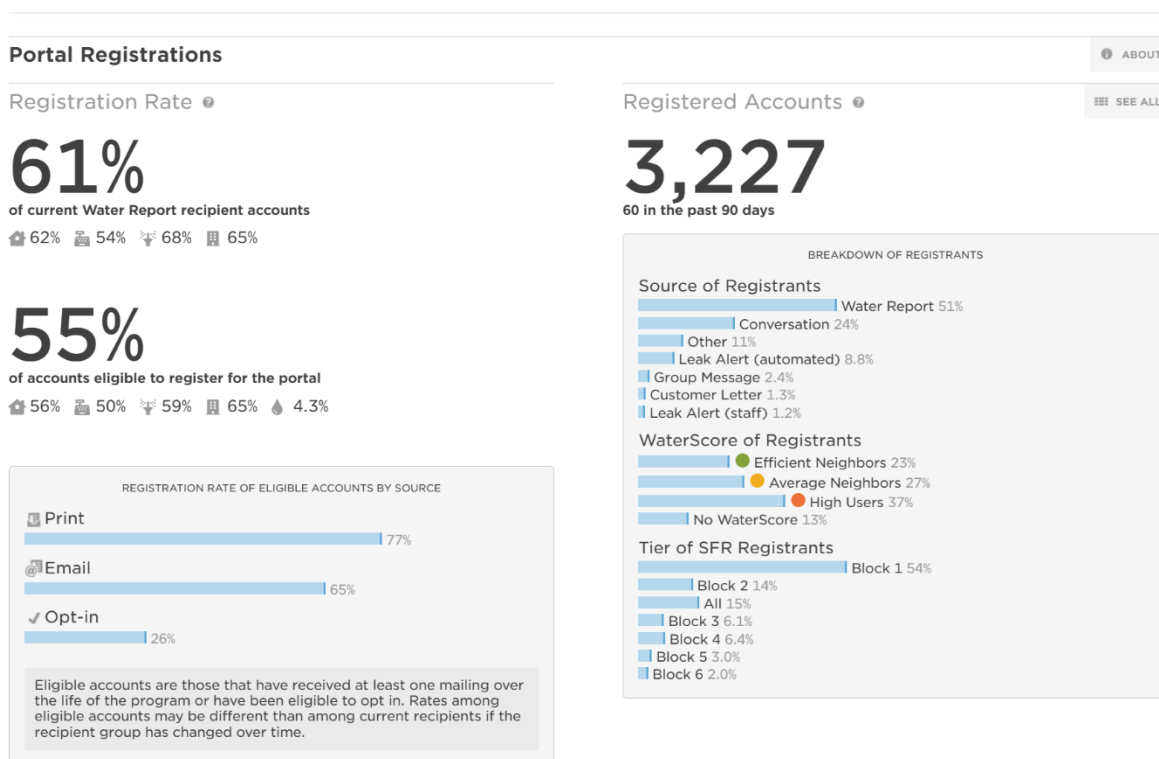 Portal Registrations
ABOUT
Registration Rate
61%
of current Water Report recipient accounts
62% 54% 68% 65%
55%
of accounts eligible to register for the portal
56% 50% 59% 65% 4.3%
REGISTRATION RATE OF ELIGIBLE ACCOUNTS BY SOURCE
Print
77%
Email
65%
Opt-in
26%
Eligible accounts are those that have received at least one mailing over
the life of the program or have been eligible to opt in. Rates among
eligible accounts may be different than among current recipients if the
recipient group has changed over time.
Registered Accounts
SEE ALL
3,227
60 in the past 90 days
BREAKDOWN OF REGISTRANTS
Source of Registrants
Water Report 51%
Conversation 24%
Other 11%
Leak Alert (automated) 8.8%
Group Message 2.4%
Customer Letter 1.3%
Leak Alert (staff) 1.2%
WaterScore of Registrants
Efficient Neighbors 23%
Average Neighbors 27%
High Users 37%
No WaterScore 13%
Tier of SFR Registrants
Block 1 54%
Block 2 14%
All 15%
Block 3 6.1%
Block 4 6.4%
Block 5 3.0%
Block 6 2.0%